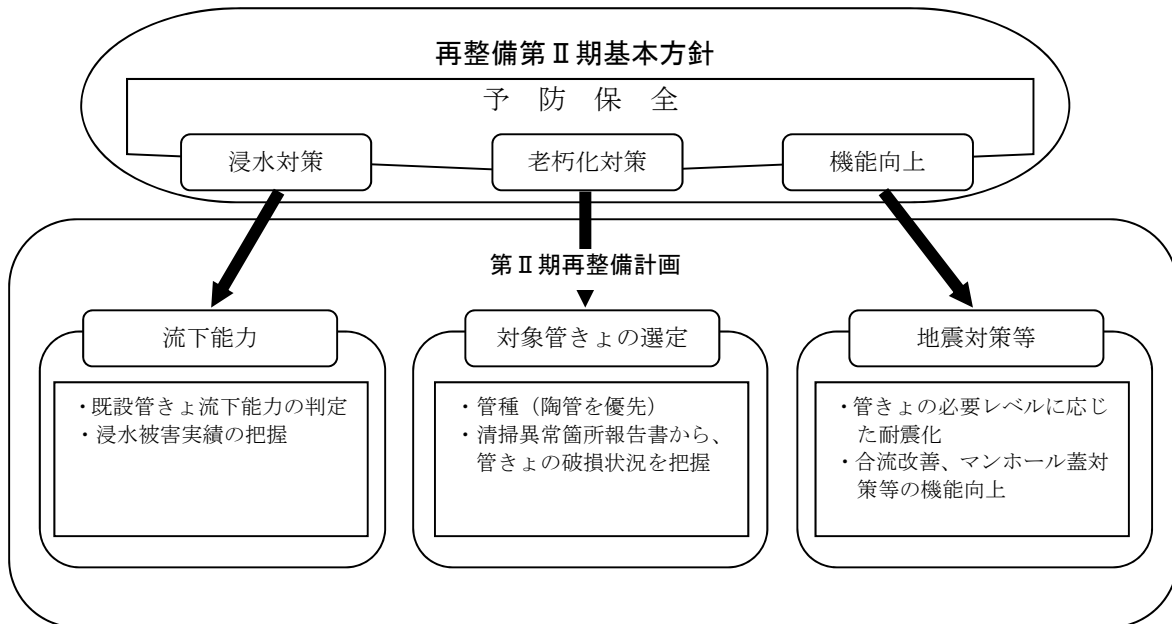 再整備第Ⅱ期基本方針
予 防 保 全
浸水対策
老朽化対策
機能向上
第Ⅱ期再整備計画
流下能力
・既設管きょ流下能力の判定
・浸水被害実績の把握
対象管きょの選定
・管種（陶管を優先）
・清掃異常箇所報告書から、
管きょの破損状況を把握
地震対策等
・管きょの必要レベルに応じ
た耐震化
・合流改善、マンホール蓋対
策等の機能向上